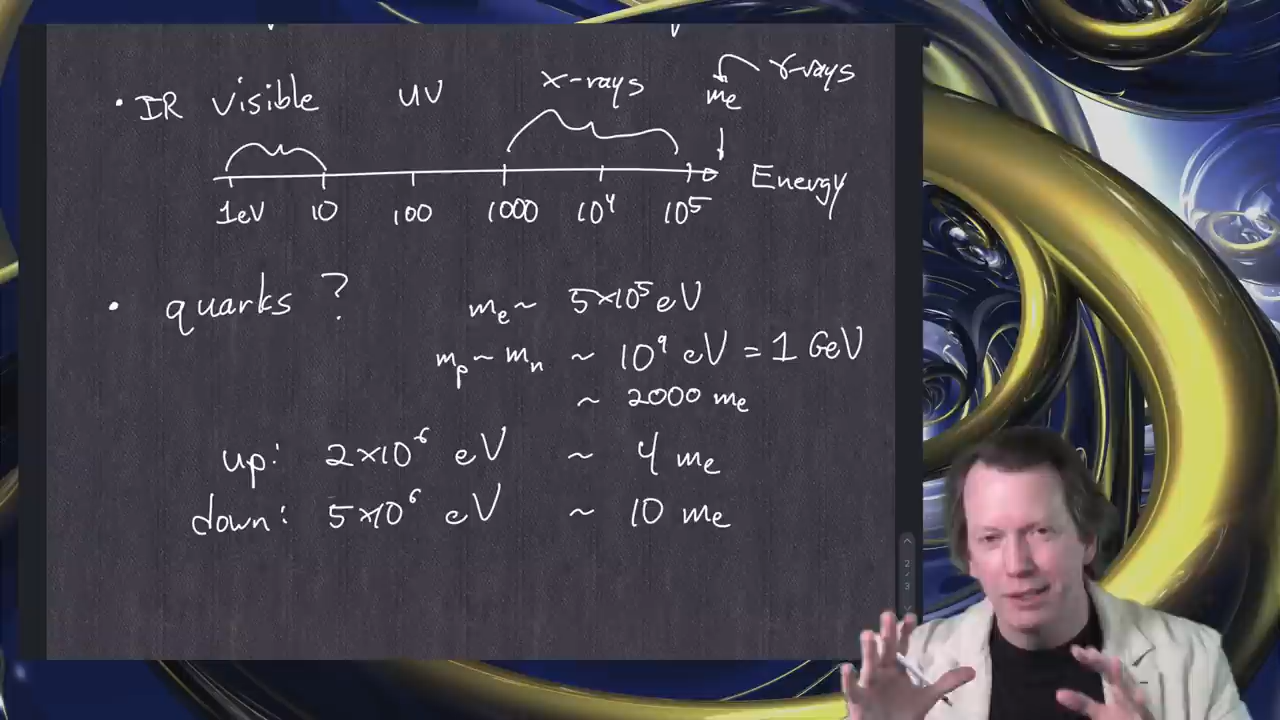 γ-rays
• IR visible UV x-rays me
1eV 10 100 1000 10⁴ 10⁵ Energy
• quarks ? me ~ 5×10⁵ eV
mp ~ mn ~ 10⁹ eV = 1 GeV
~ 2000 me
up: 2×10⁶ eV ~ 4 me
down: 5×10⁶ eV ~ 10 me
2
/
3